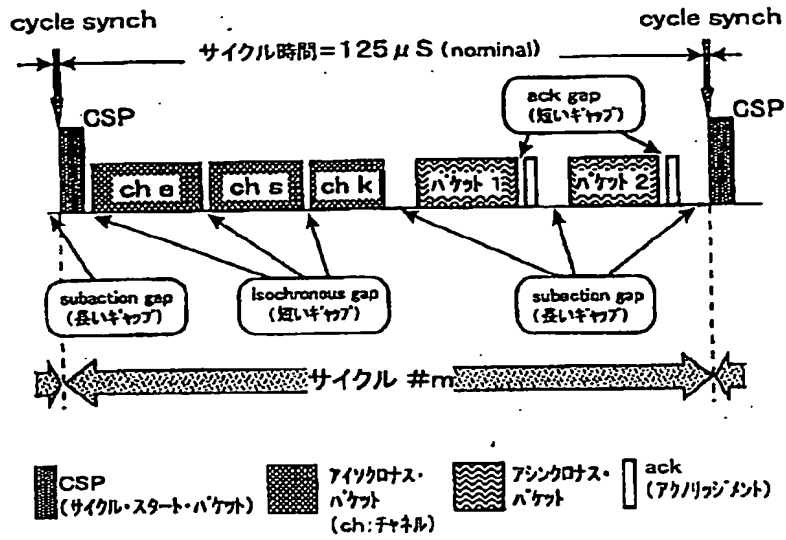 cycle synch
cycle synch
サイクル時間＝125μS (nominal)
CSP
CSP
ack gap
(短いギャップ)
ch e
ch s
ch k
パケット 1
パケット 2
subaction gap
(長いギャップ)
isochronous gap
(短いギャップ)
subaction gap
(長いギャップ)
サイクル #m
CSP
(サイクル・スタート・パケット)
アイソクロナス・
パケット
(ch:チャネル)
アシンクロナス・
パケット
ack
(アクノリッジメント)